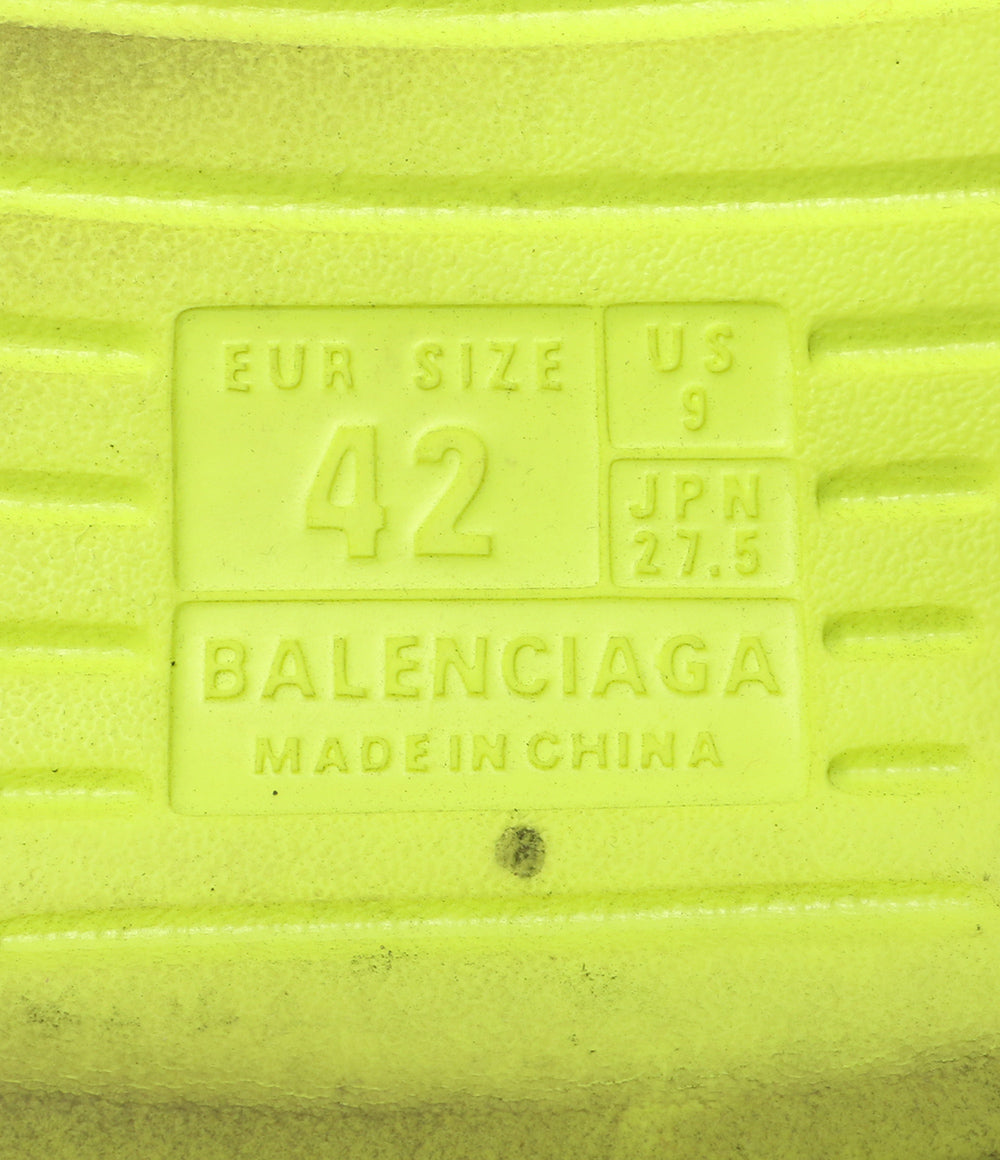 EUR SIZE
42
US
9
JPN
27.5
BALENCIAGA
MADE IN CHINA